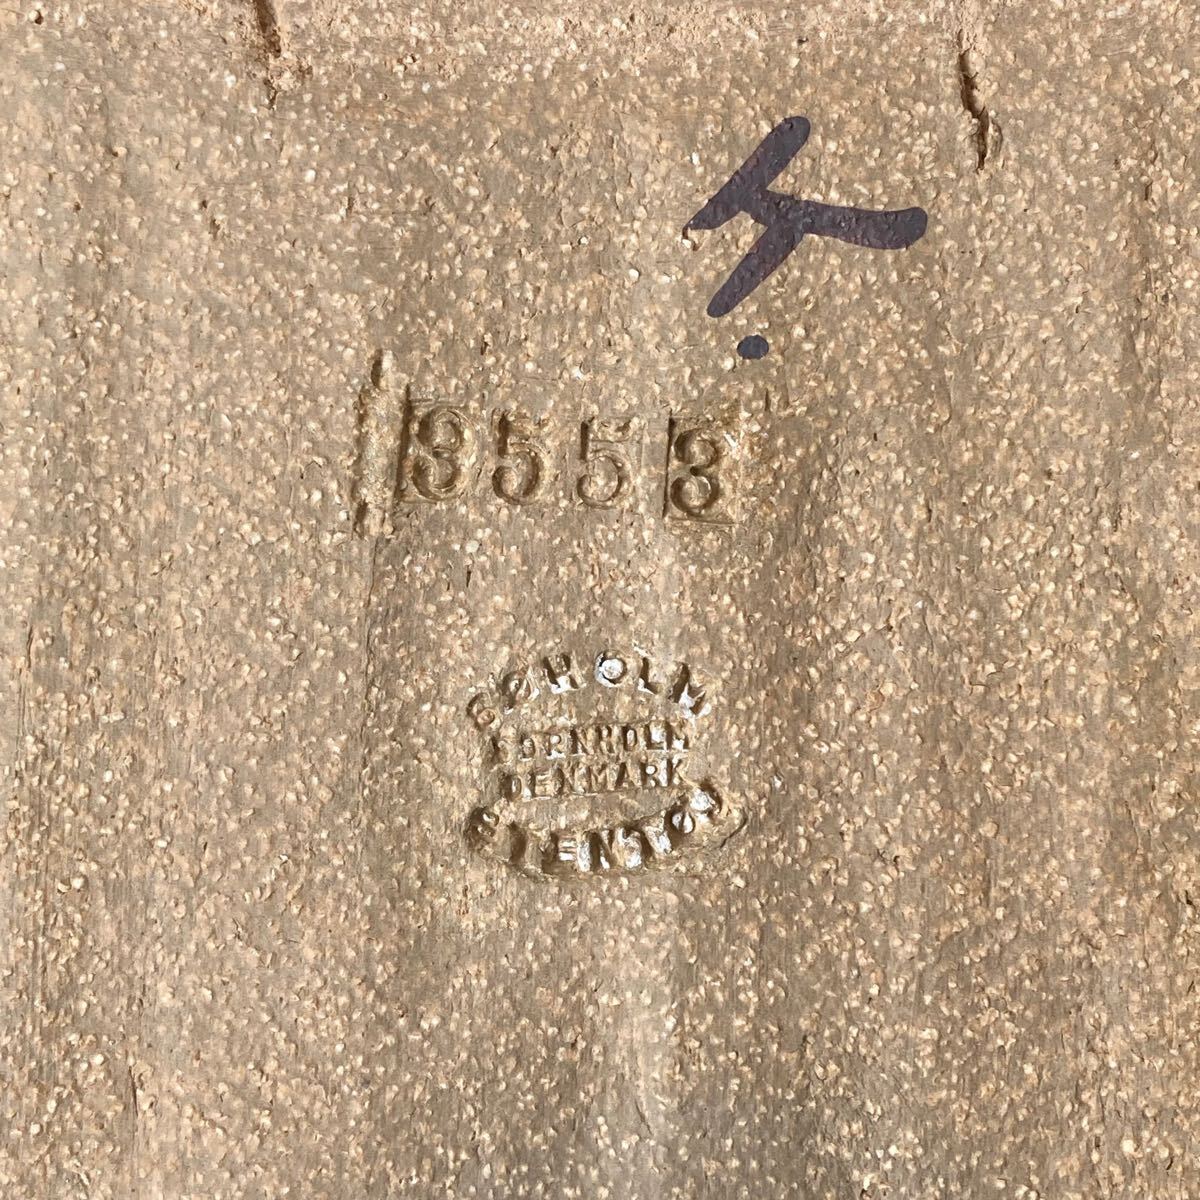 3553
SØHOLM
BORNHOLM
DENMARK
STENTØJ